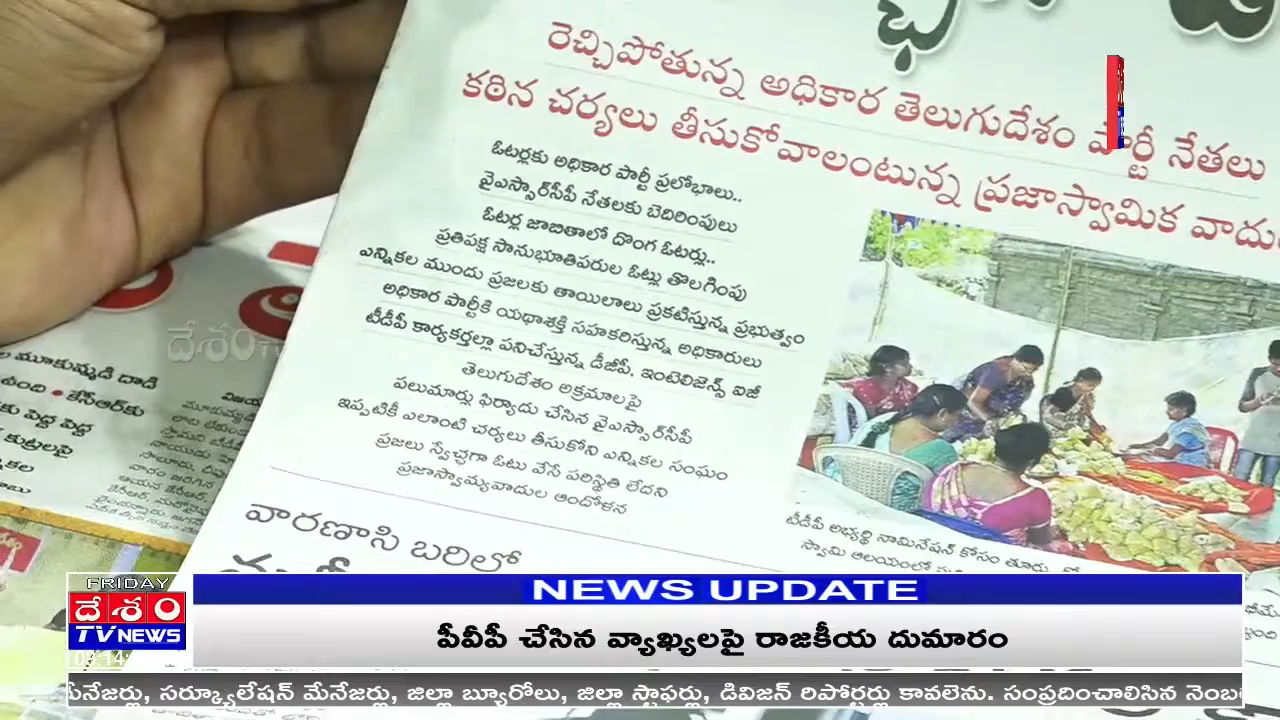 రెచ్చిపోతున్న అధికార తెలుగుదేశం పార్టీ నేతలు
కఠిన చర్యలు తీసుకోవాలంటున్న ప్రజాస్వామిక
ఓటర్లకు అధికార పార్టీ ప్రలోభాలు..
వైఎస్సార్‌సీపీ నేతలకు బెదిరింపులు
ఓటర్ల జాబితాలో దొంగ ఓటర్లు..
ప్రతిపక్ష సానుభూతిపరుల ఓట్లు తొలగింపు
ఎన్నికల ముందు ప్రజలకు తాయిలాలు ప్రకటిస్తున్న ప్రభుత్వం
అధికార పార్టీకి యథాశక్తి సహకరిస్తున్న అధికారులు
టీడీపీ కార్యకర్తల్లా పనిచేస్తున్న డీజీపీ, ఇంటెలిజెన్స్ ఐజీ
తెలుగుదేశం అక్రమాలపై
పలుమార్లు ఫిర్యాదు చేసిన వైఎస్సార్‌సీపీ
ఇప్పటికీ ఎలాంటి చర్యలు తీసుకోని ఎన్నికల సంఘం
ప్రజలు స్వేచ్ఛగా ఓటు వేసే పరిస్థితి లేదని
ప్రజాస్వామ్యవాదుల ఆందోళన
టీడీపీ అభ్యర్థి నామినేషన్ కోసం తూర్పు
స్వామి ఆలయంలో
వారణాసి బరిలో
దేశం
మూకుమ్మడి దాడి
ఉంది • కేసీఆర్‌కు
పెద్ద పెద్ద
కుట్రలపై
FRIDAY
దేశం
TV NEWS
NEWS UPDATE
పీవీపీ చేసిన వ్యాఖ్యలపై రాజకీయ దుమారం
మేనేజర్లు, సర్క్యూలేషన్ మేనేజర్లు, జిల్లా బ్యూరోలు, జిల్లా స్టాఫర్లు, డివిజన్ రిపోర్టర్లు కావలెను. సంప్రదించాలిసిన